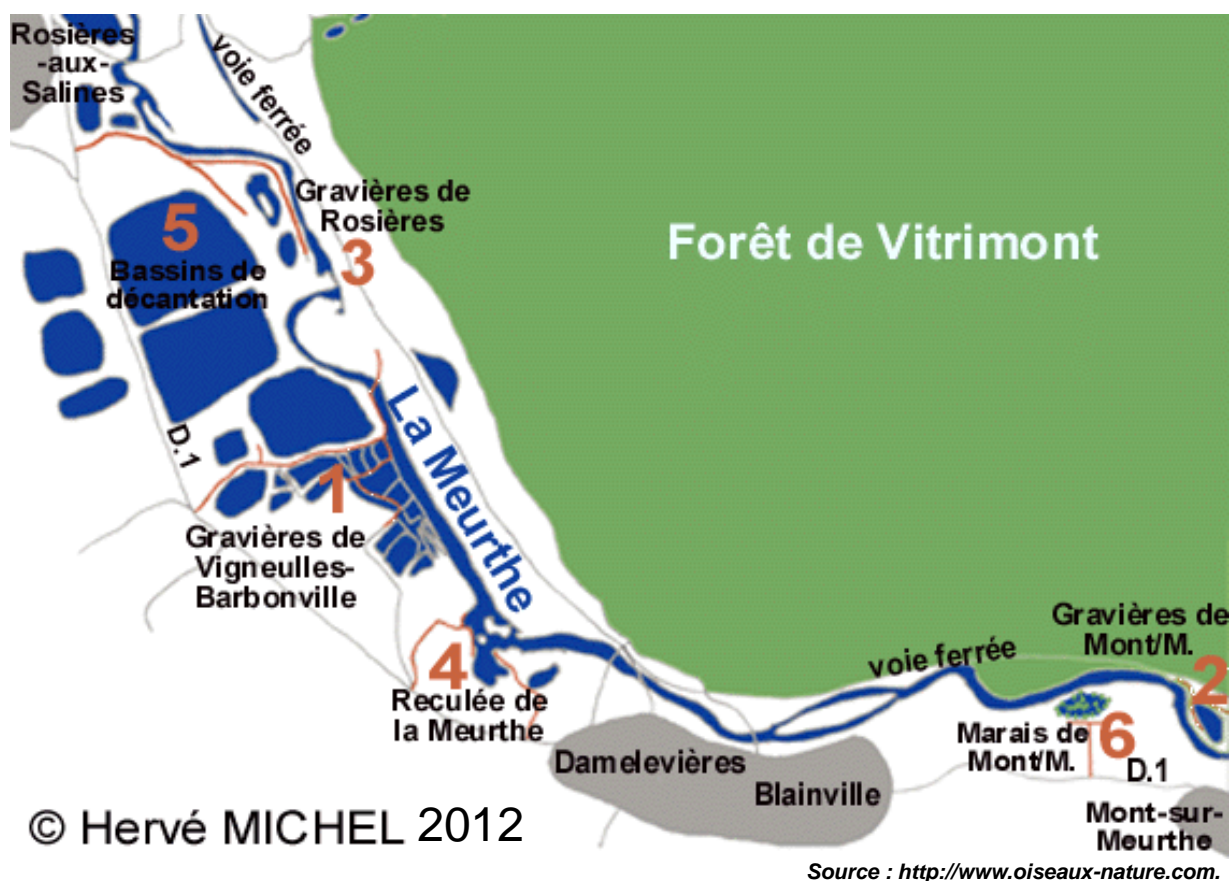 Rosières
-aux-
Salines
voie ferrée
Gravières de
Rosières
3
5
Bassins de
décantation
Forêt de Vitrimont
La Meurthe
D.1
1
Gravières de
Vigneulles-
Barbonville
4
Reculée de
la Meurthe
Damelevières
Blainville
voie ferrée
Gravières de
Mont/M.
2
Marais de
Mont/M.
6
D.1
Mont-sur-
Meurthe
© Hervé MICHEL 2012
Source : http://www.oiseaux-nature.com.